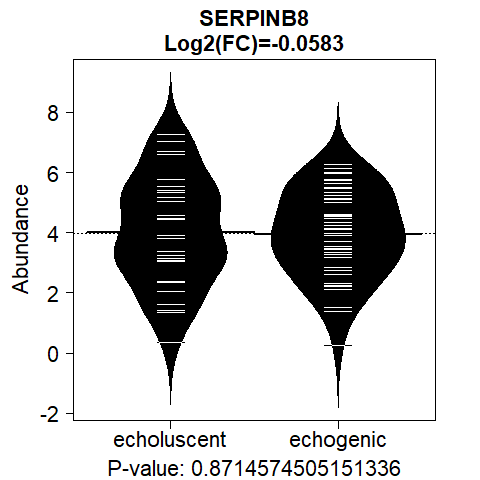 SERPINB8
Log2(FC)=-0.0583
Abundance
8
6
4
2
0
-2
echoluscent echogenic
P-value: 0.8714574505151336